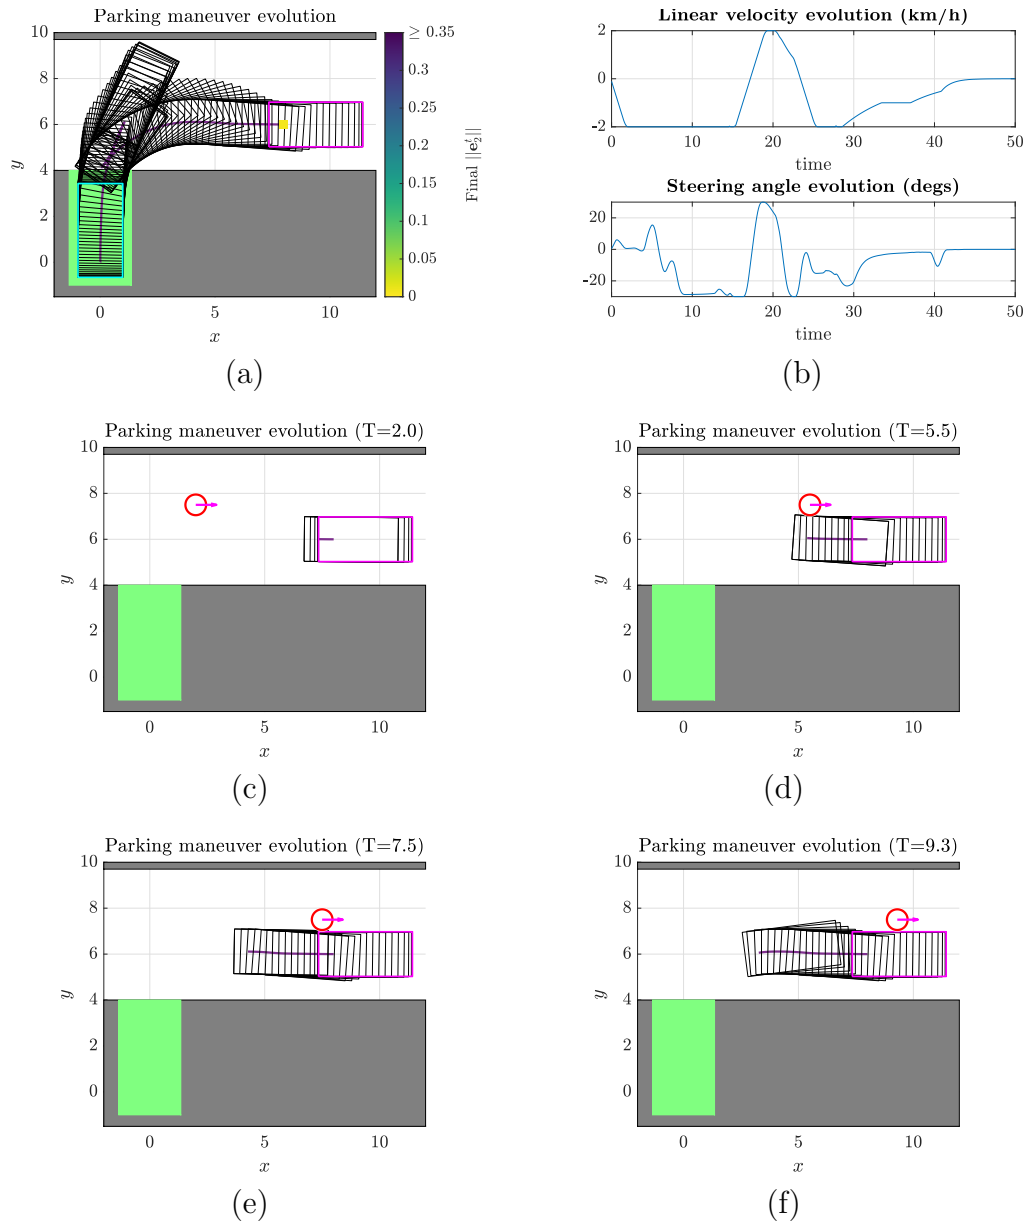 Parking maneuver evolution
10
8
6
4
2
0
y
0 5 10
x
(a)
≥ 0.35
0.3
0.25
0.2
0.15
0.1
0.05
0
Final ||e₂ᵗ||
Linear velocity evolution (km/h)
2
0
-2
0 10 20 30 40 50
time
Steering angle evolution (degs)
20
0
-20
0 10 20 30 40 50
time
(b)
Parking maneuver evolution (T=2.0)
10
8
6
4
2
0
y
0 5 10
x
(c)
Parking maneuver evolution (T=5.5)
10
8
6
4
2
0
y
0 5 10
x
(d)
Parking maneuver evolution (T=7.5)
10
8
6
4
2
0
y
0 5 10
x
(e)
Parking maneuver evolution (T=9.3)
10
8
6
4
2
0
y
0 5 10
x
(f)